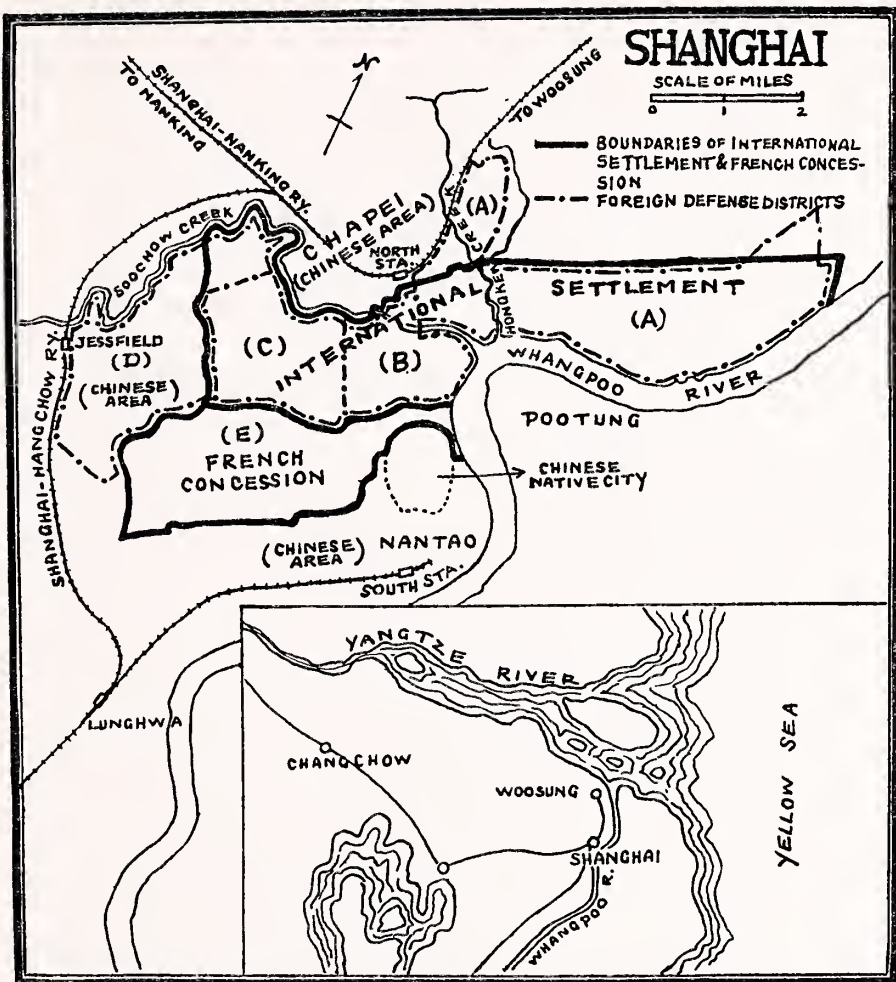 SHANGHAI
SCALE OF MILES
0 1 2
BOUNDARIES OF INTERNATIONAL
SETTLEMENT & FRENCH CONCES-
SION
FOREIGN DEFENSE DISTRICTS
N
SHANGHAI-NANKING RY.
TO NANKING
TO WOOSUNG
CHAPEI
(CHINESE AREA)
NORTH
STA.
(A)
CREEK
HONGKEW
SOOCHOW CREEK
INTERNATIONAL
SETTLEMENT
(A)
JESSFIELD
(D)
(CHINESE
AREA)
(C)
(B)
WHANGPOO
RIVER
POOTUNG
(E)
FRENCH
CONCESSION
CHINESE
NATIVE CITY
SHANGHAI-HANGCHOW RY.
(CHINESE
AREA)
NANTAO
SOUTH STA.
LUNGHWA
YANGTZE
RIVER
CHANGCHOW
WOOSUNG
SHANGHAI
WHANGPOO R.
YELLOW SEA